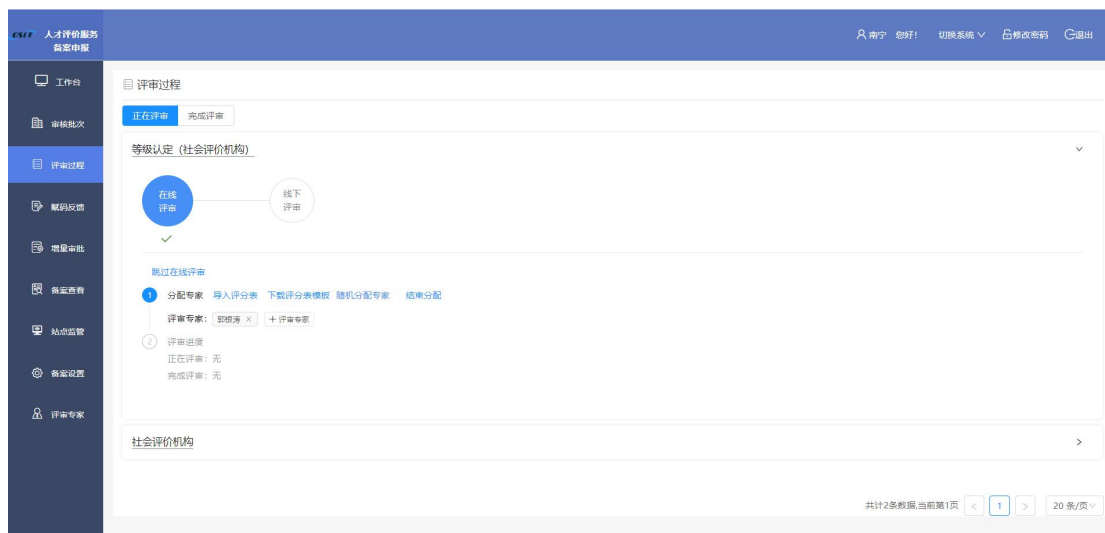 OSLT 人才评价服务
备案申报
南宁 您好! 切换系统 修改密码 退出
工作台
审核批次
评审过程
赋码反馈
增量审批
备案查看
站点监管
备案设置
评审专家
评审过程
正在评审 完成评审
等级认定（社会评价机构）
在线
评审
线下
评审
跳过在线评审
1 分配专家 导入评分表 下载评分表模板 随机分配专家 结束分配
评审专家: 郭根涛 × + 评审专家
2 评审进度
正在评审: 无
完成评审: 无
社会评价机构
共计2条数据,当前第1页 < 1 > 20 条/页